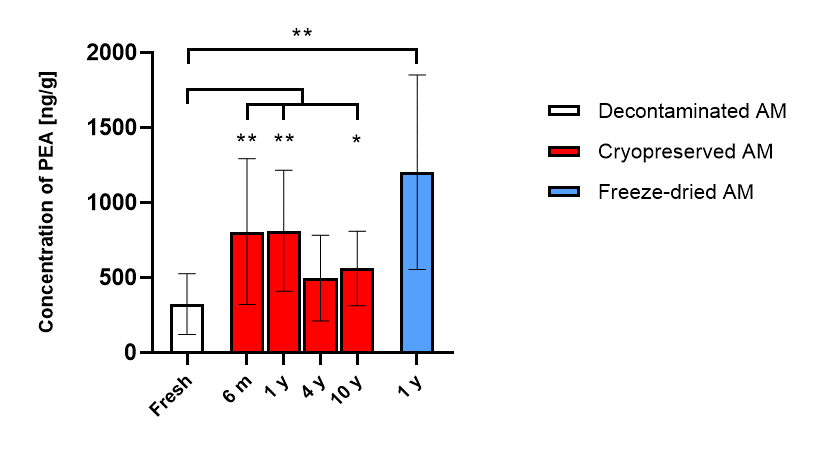 **
2000
1500
1000
500
0
** ** *
Concentration of PEA [ng/g]
Fresh 6 m 1 y 4 y 10 y 1 y
Decontaminated AM
Cryopreserved AM
Freeze-dried AM